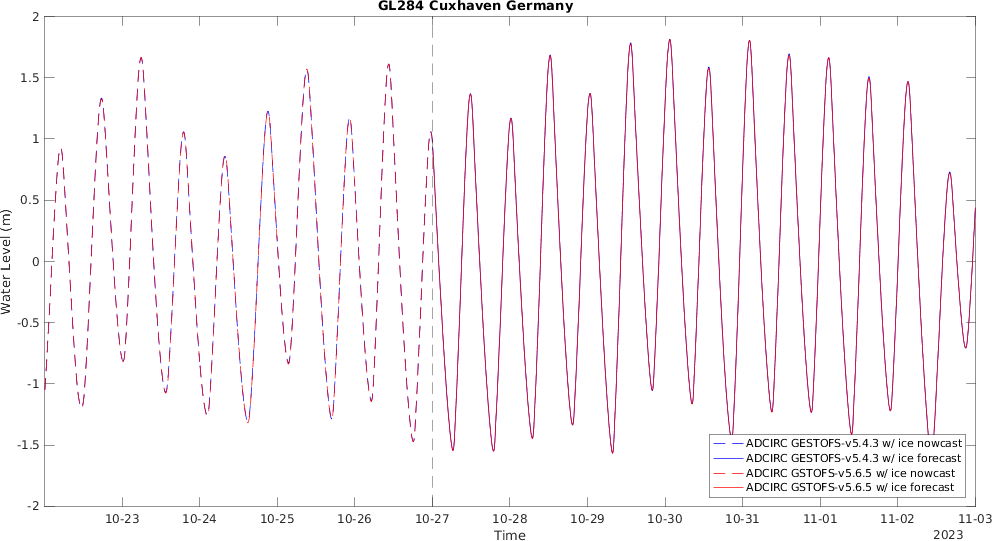 GL284 Cuxhaven Germany
2
1.5
1
0.5
0
-0.5
-1
-1.5
-2
Water Level (m)
10-23 10-24 10-25 10-26 10-27 10-28 10-29 10-30 10-31 11-01 11-02 11-03
Time
2023
ADCIRC GESTOFS-v5.4.3 w/ ice nowcast
ADCIRC GESTOFS-v5.4.3 w/ ice forecast
ADCIRC GSTOFS-v5.6.5 w/ ice nowcast
ADCIRC GSTOFS-v5.6.5 w/ ice forecast